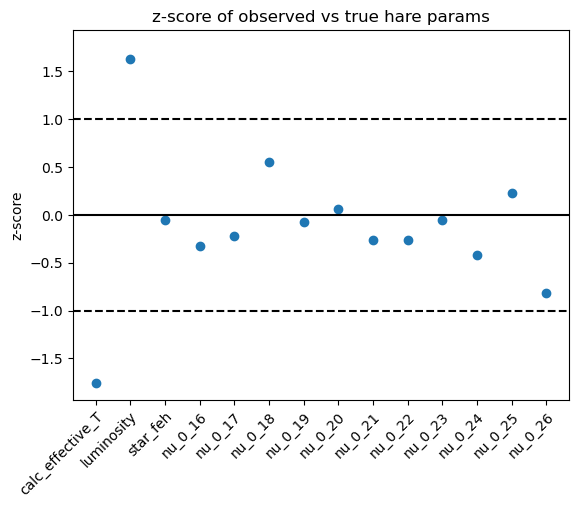 z-score of observed vs true hare params
z-score
1.5
1.0
0.5
0.0
−0.5
−1.0
−1.5
calc_effective_T
luminosity
star_feh
nu_0_16
nu_0_17
nu_0_18
nu_0_19
nu_0_20
nu_0_21
nu_0_22
nu_0_23
nu_0_24
nu_0_25
nu_0_26